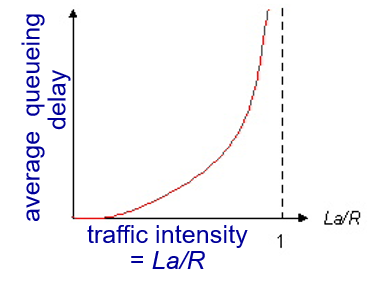 average queueing
delay
La/R
traffic intensity
= La/R
1